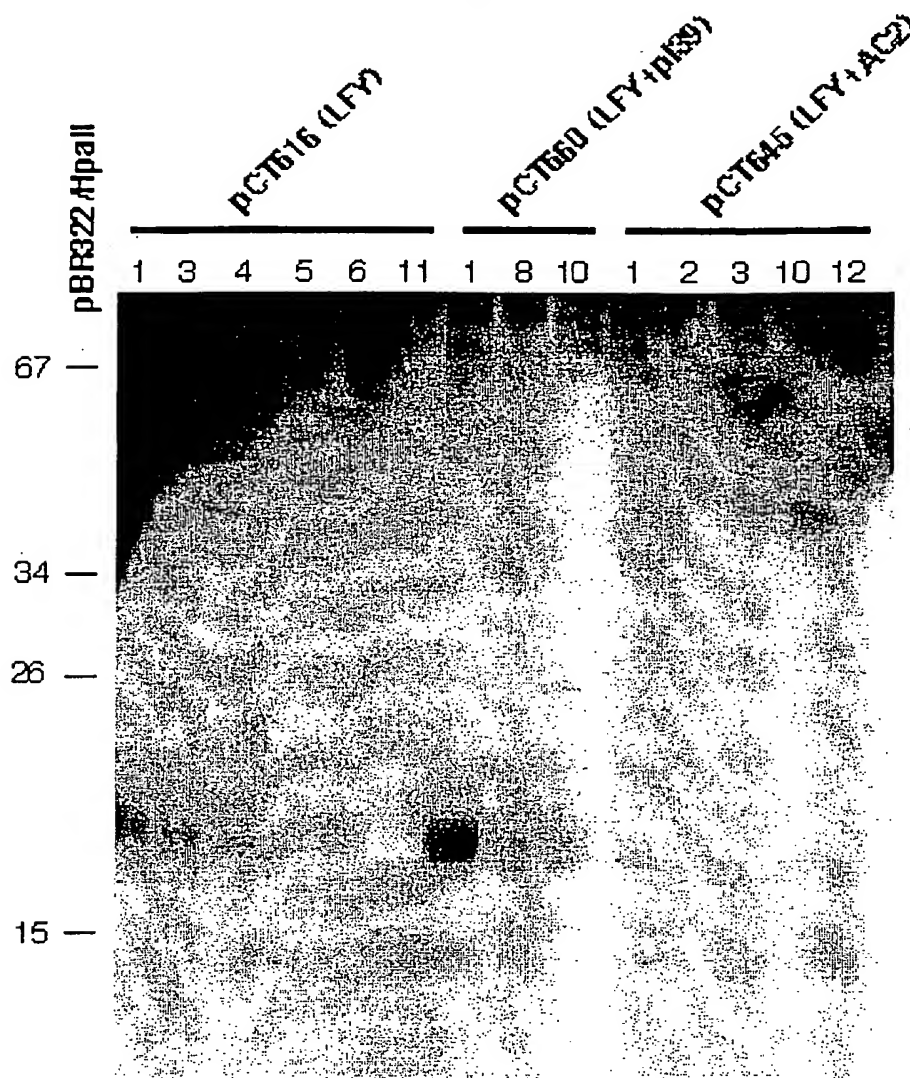 pBR322/HpaII
pCT616 (LFY)
pCT660 (LFY+pI39)
pCT645 (LFY+AC2)
1 3 4 5 6 11 1 8 10 1 2 3 10 12
67
34
26
15